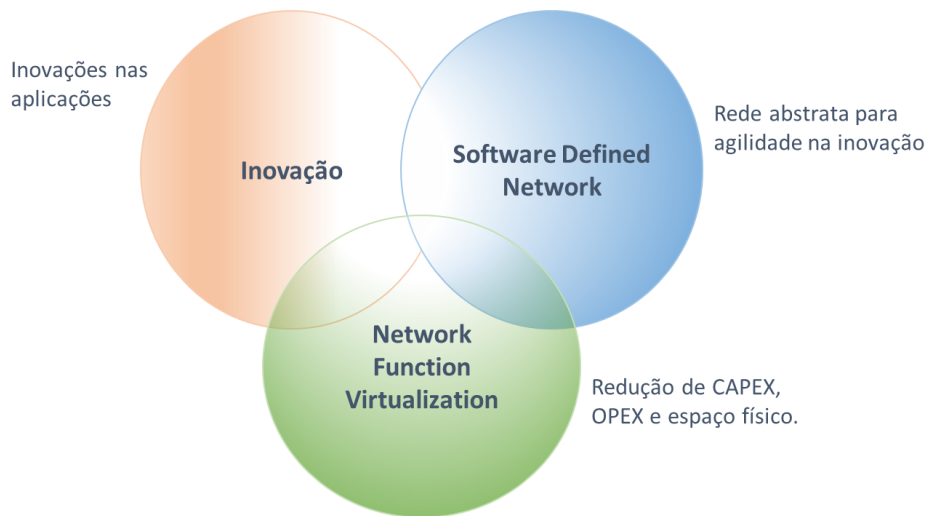 Inovações nas
aplicações
Inovação
Software Defined
Network
Rede abstrata para
agilidade na inovação
Network
Function
Virtualization
Redução de CAPEX,
OPEX e espaço físico.